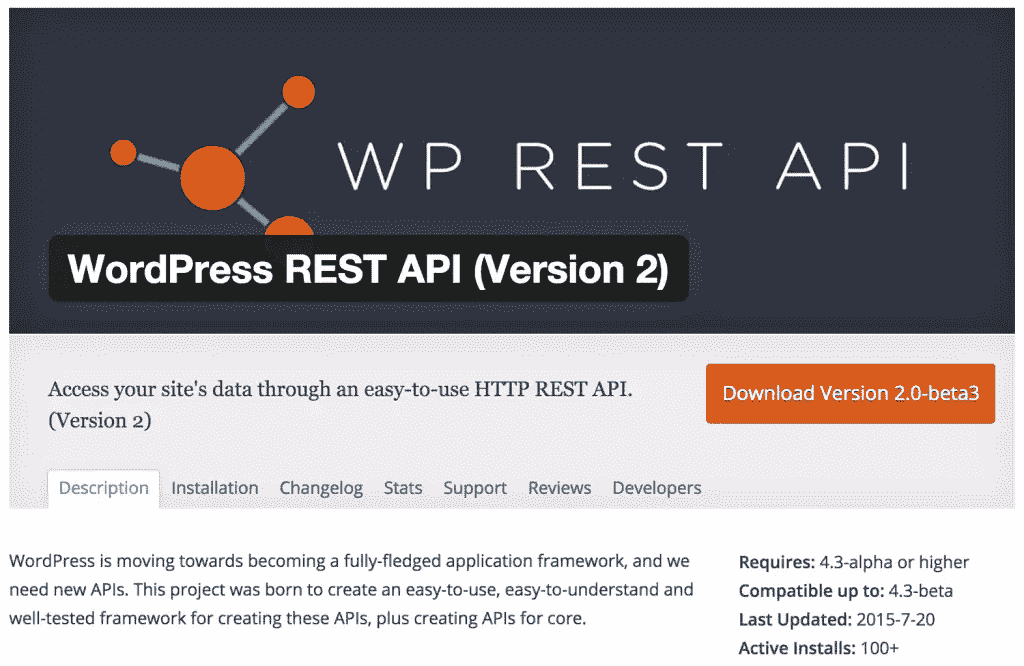 WP REST API
WordPress REST API (Version 2)
Access your site's data through an easy-to-use HTTP REST API.
(Version 2)
Download Version 2.0-beta3
Description Installation Changelog Stats Support Reviews Developers
WordPress is moving towards becoming a fully-fledged application framework, and we
need new APIs. This project was born to create an easy-to-use, easy-to-understand and
well-tested framework for creating these APIs, plus creating APIs for core.
Requires: 4.3-alpha or higher
Compatible up to: 4.3-beta
Last Updated: 2015-7-20
Active Installs: 100+